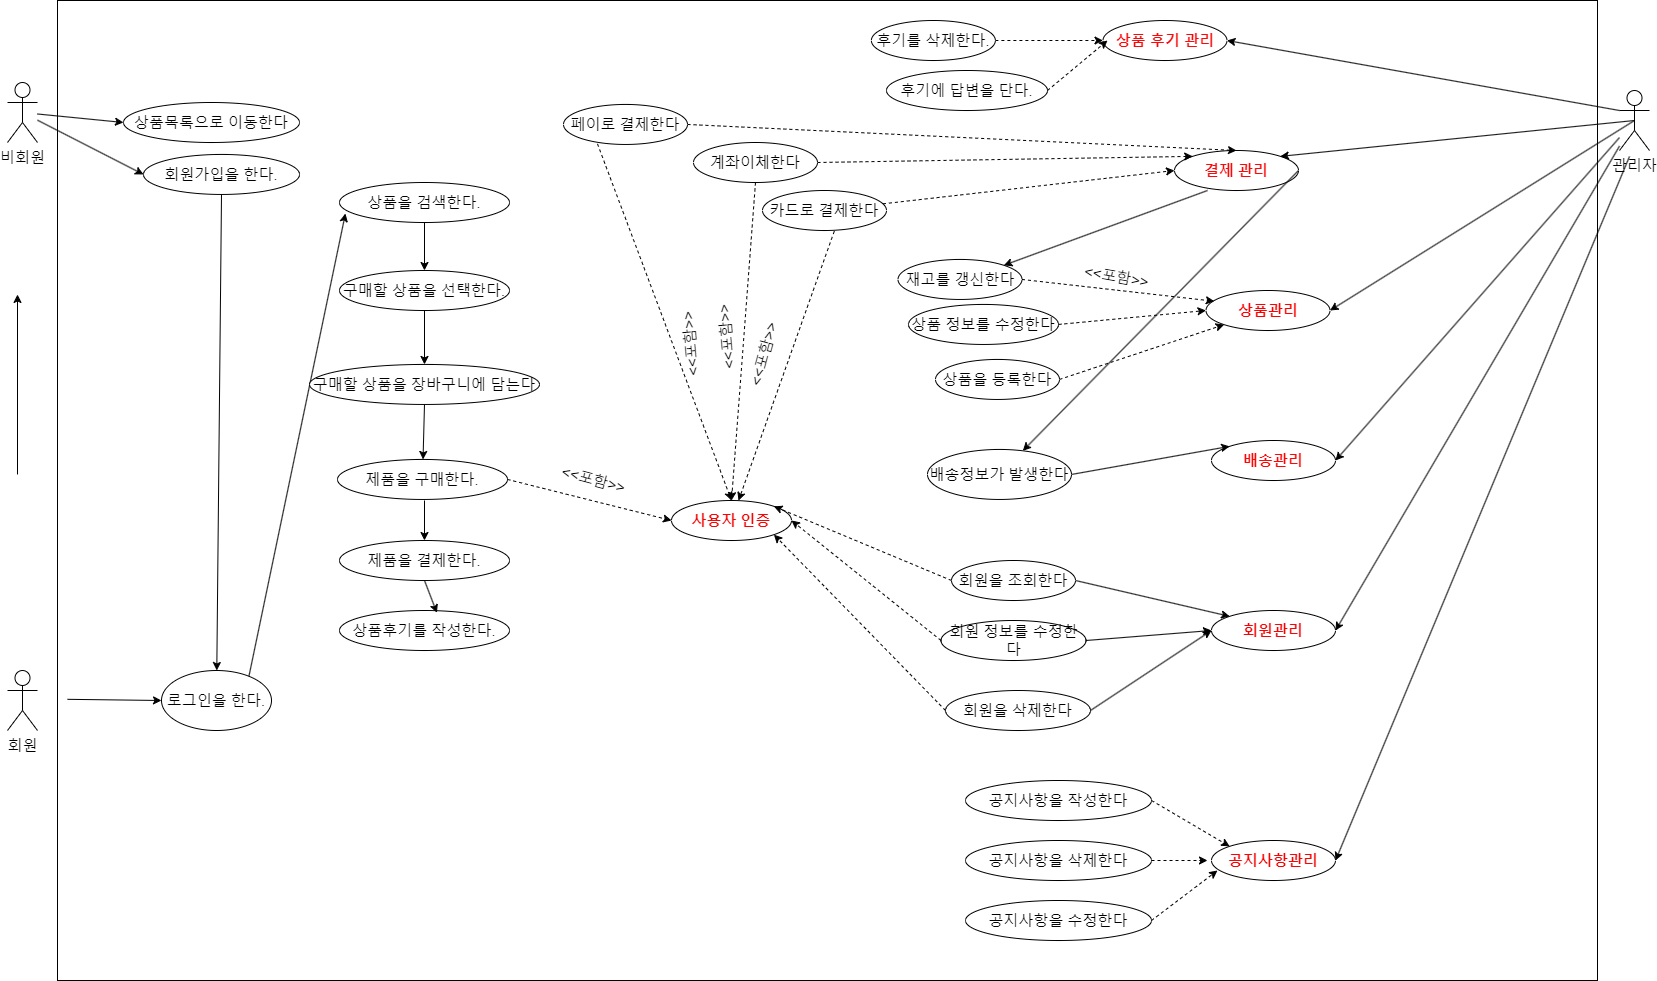 후기를 삭제한다.
상품 후기 관리
후기에 답변을 단다.
비회원
상품목록으로 이동한다
회원가입을 한다.
페이로 결제한다
계좌이체한다
카드로 결제한다
결제 관리
관리자
상품을 검색한다.
구매할 상품을 선택한다.
구매할 상품을 장바구니에 담는다
제품을 구매한다.
제품을 결제한다.
상품후기를 작성한다.
<<포함>>
<<포함>>
<<포함>>
<<포함>
사용자 인증
재고를 갱신한다
<<포함>>
상품 정보를 수정한다
상품관리
상품을 등록한다
배송정보가 발생한다
배송관리
회원을 조회한다
회원 정보를 수정한
다
회원관리
회원을 삭제한다
회원
로그인을 한다.
공지사항을 작성한다
공지사항을 삭제한다
공지사항관리
공지사항을 수정한다